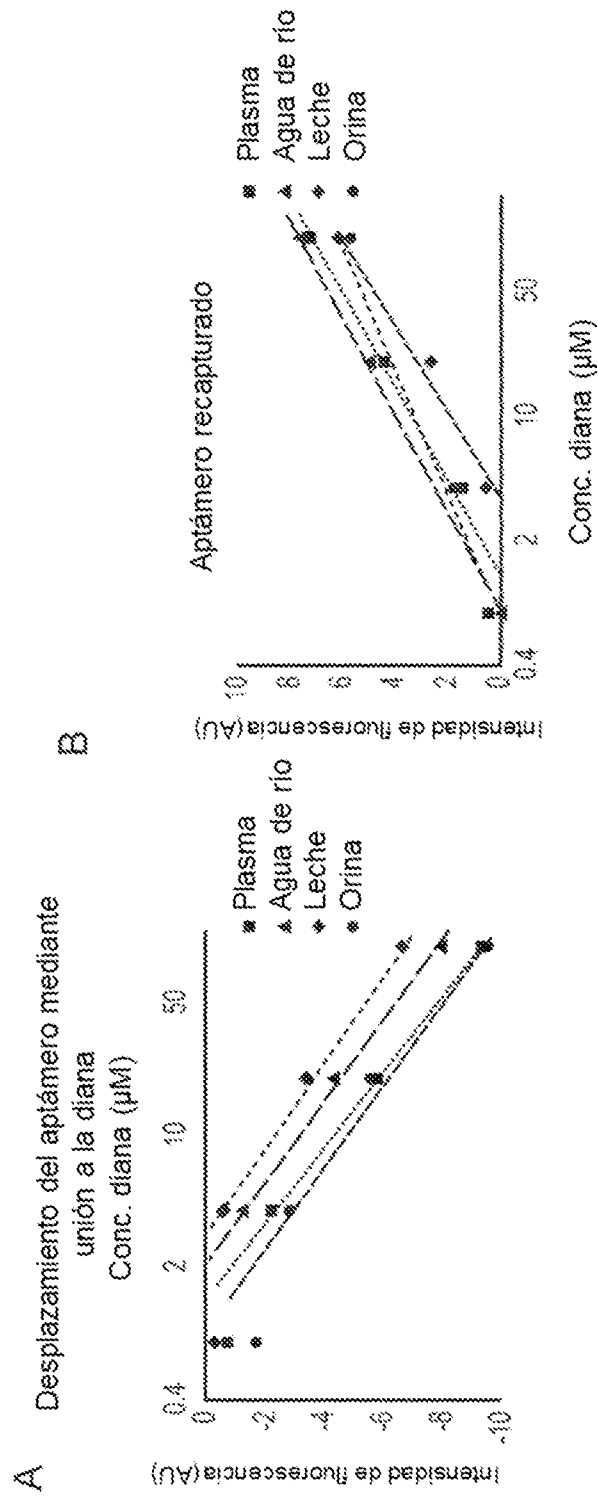 A
Desplazamiento del aptámero mediante
unión a la diana
Conc. diana (µM)
0.4
2
10
50
0
-2
-4
-6
-8
-10
Intensidad de fluorescencia (AU)
Plasma
Agua de río
Leche
Orina
B
Aptámero recapturado
10
8
6
4
2
0
0.4
2
10
50
Intensidad de fluorescencia (AU)
Conc. diana (µM)
Plasma
Agua de río
Leche
Orina